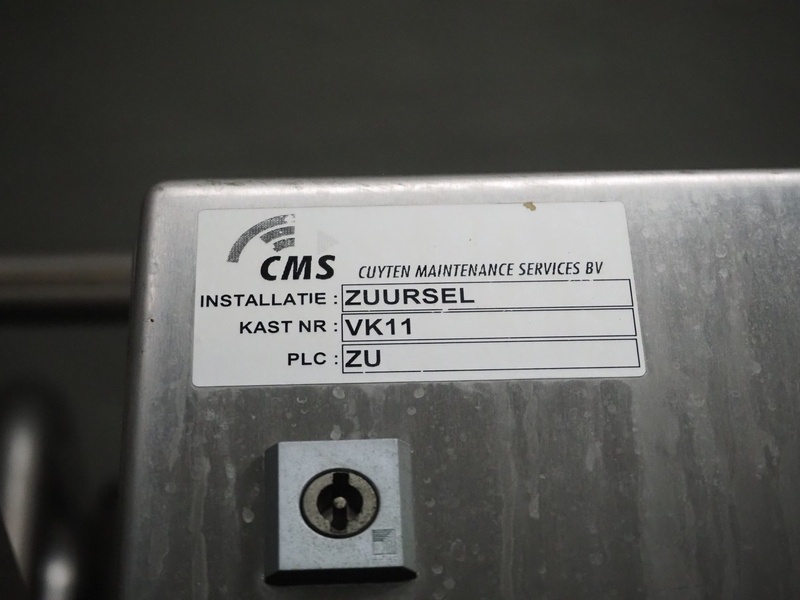 CMS CUYTEN MAINTENANCE SERVICES BV
INSTALLATIE : ZUURSEL
KAST NR : VK11
PLC : ZU